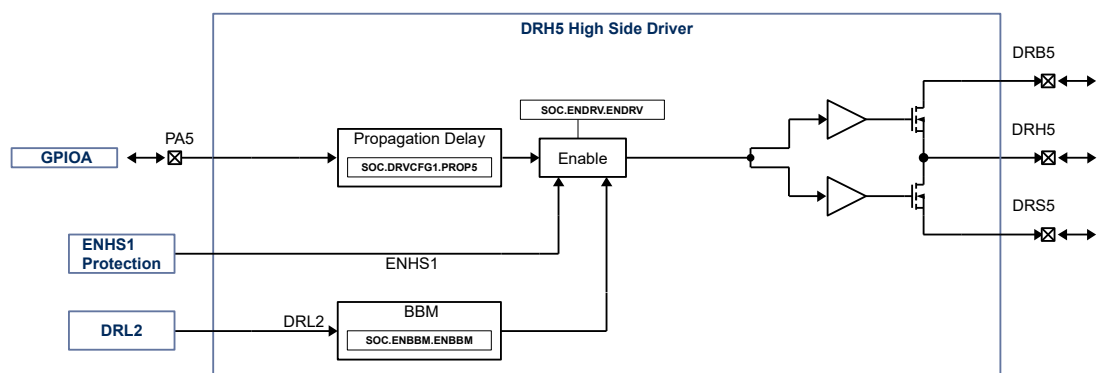 DRH5 High Side Driver
DRB5
SOC.ENDRV.ENDRV
PA5
Propagation Delay
GPIOA
SOC.DRVCFG1.PROP5
Enable
DRH5
DRS5
ENHS1
Protection
ENHS1
BBM
DRL2
DRL2
SOC.ENBBM.ENBBM